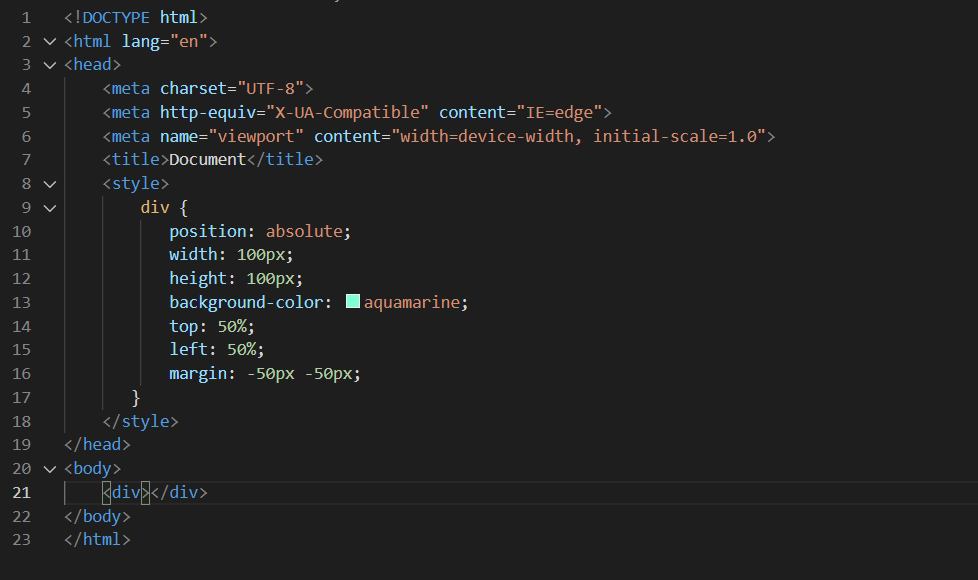 1 <!DOCTYPE html>
2 <html lang="en">
3 <head>
4     <meta charset="UTF-8">
5     <meta http-equiv="X-UA-Compatible" content="IE=edge">
6     <meta name="viewport" content="width=device-width, initial-scale=1.0">
7     <title>Document</title>
8     <style>
9         div {
10            position: absolute;
11            width: 100px;
12            height: 100px;
13            background-color: aquamarine;
14            top: 50%;
15            left: 50%;
16            margin: -50px -50px;
17        }
18    </style>
19 </head>
20 <body>
21    <div></div>
22 </body>
23 </html>